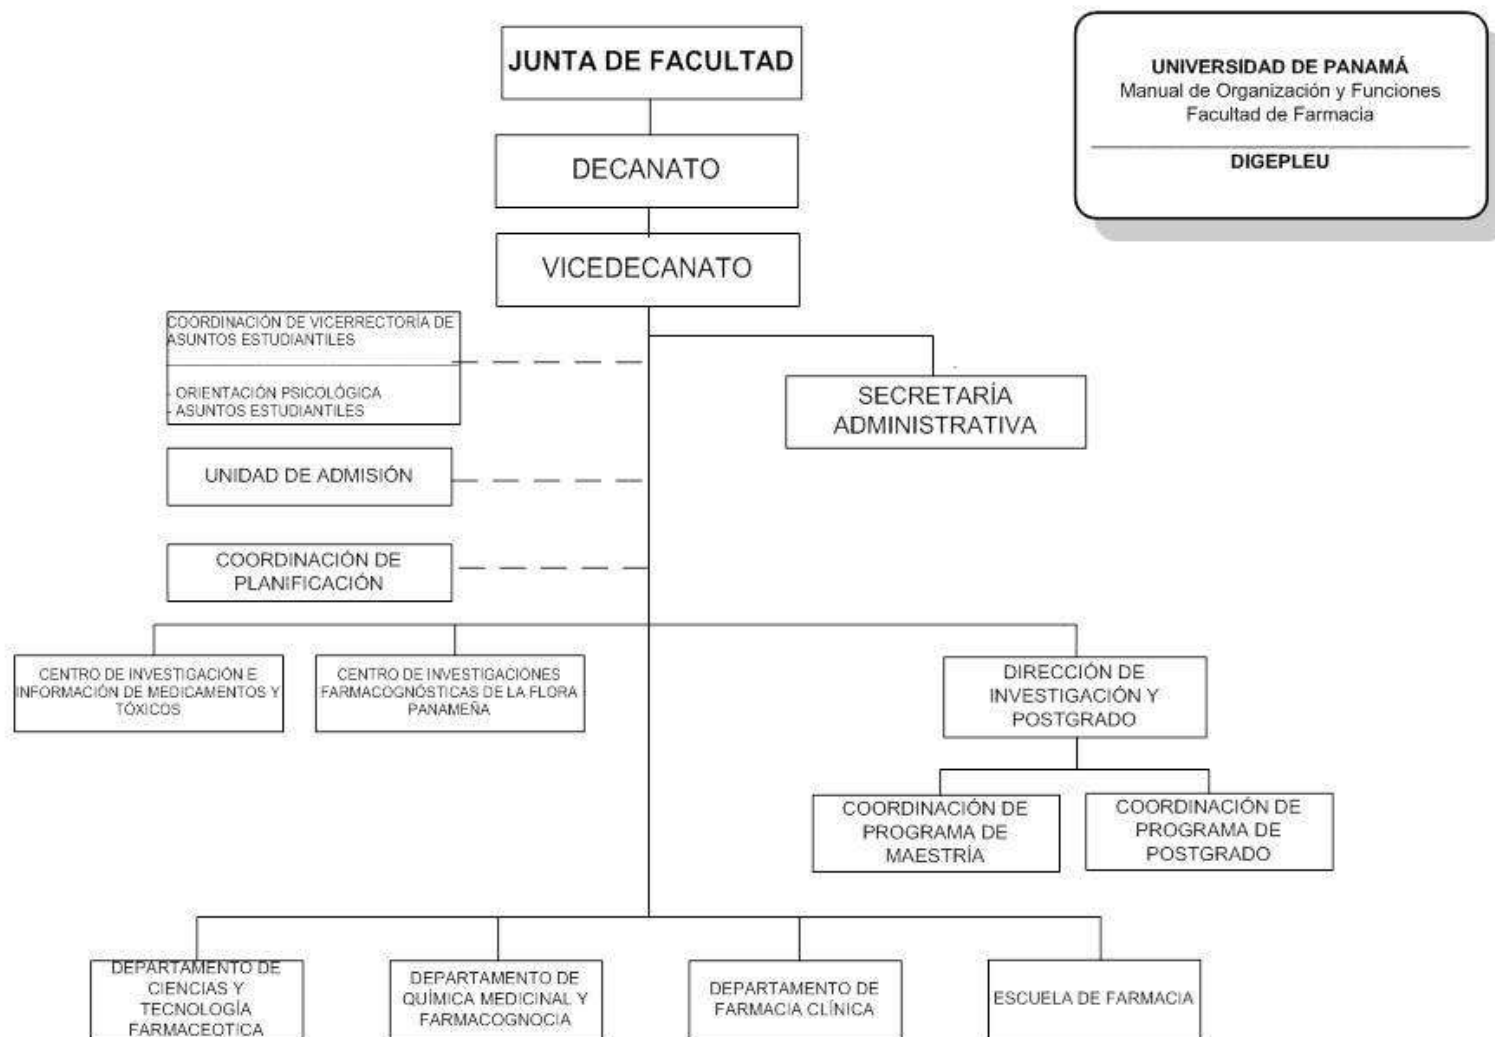 JUNTA DE FACULTAD
UNIVERSIDAD DE PANAMÁ
Manual de Organización y Funciones
Facultad de Farmacia
DIGEPLEU
DECANATO
VICEDECANATO
COORDINACIÓN DE VICERRECTORÍA DE
ASUNTOS ESTUDIANTILES
- ORIENTACIÓN PSICOLÓGICA
- ASUNTOS ESTUDIANTILES
SECRETARÍA
ADMINISTRATIVA
UNIDAD DE ADMISIÓN
COORDINACIÓN DE
PLANIFICACIÓN
CENTRO DE INVESTIGACIÓN E
INFORMACIÓN DE MEDICAMENTOS Y
TÓXICOS
CENTRO DE INVESTIGACIONES
FARMACOGNÓSTICAS DE LA FLORA
PANAMEÑA
DIRECCIÓN DE
INVESTIGACIÓN Y
POSTGRADO
COORDINACIÓN DE
PROGRAMA DE
MAESTRÍA
COORDINACIÓN DE
PROGRAMA DE
POSTGRADO
DEPARTAMENTO DE
CIENCIAS Y
TECNOLOGÍA
FARMACEOTICA
DEPARTAMENTO DE
QUÍMICA MEDICINAL Y
FARMACOGNOCIA
DEPARTAMENTO DE
FARMACIA CLÍNICA
ESCUELA DE FARMACIA